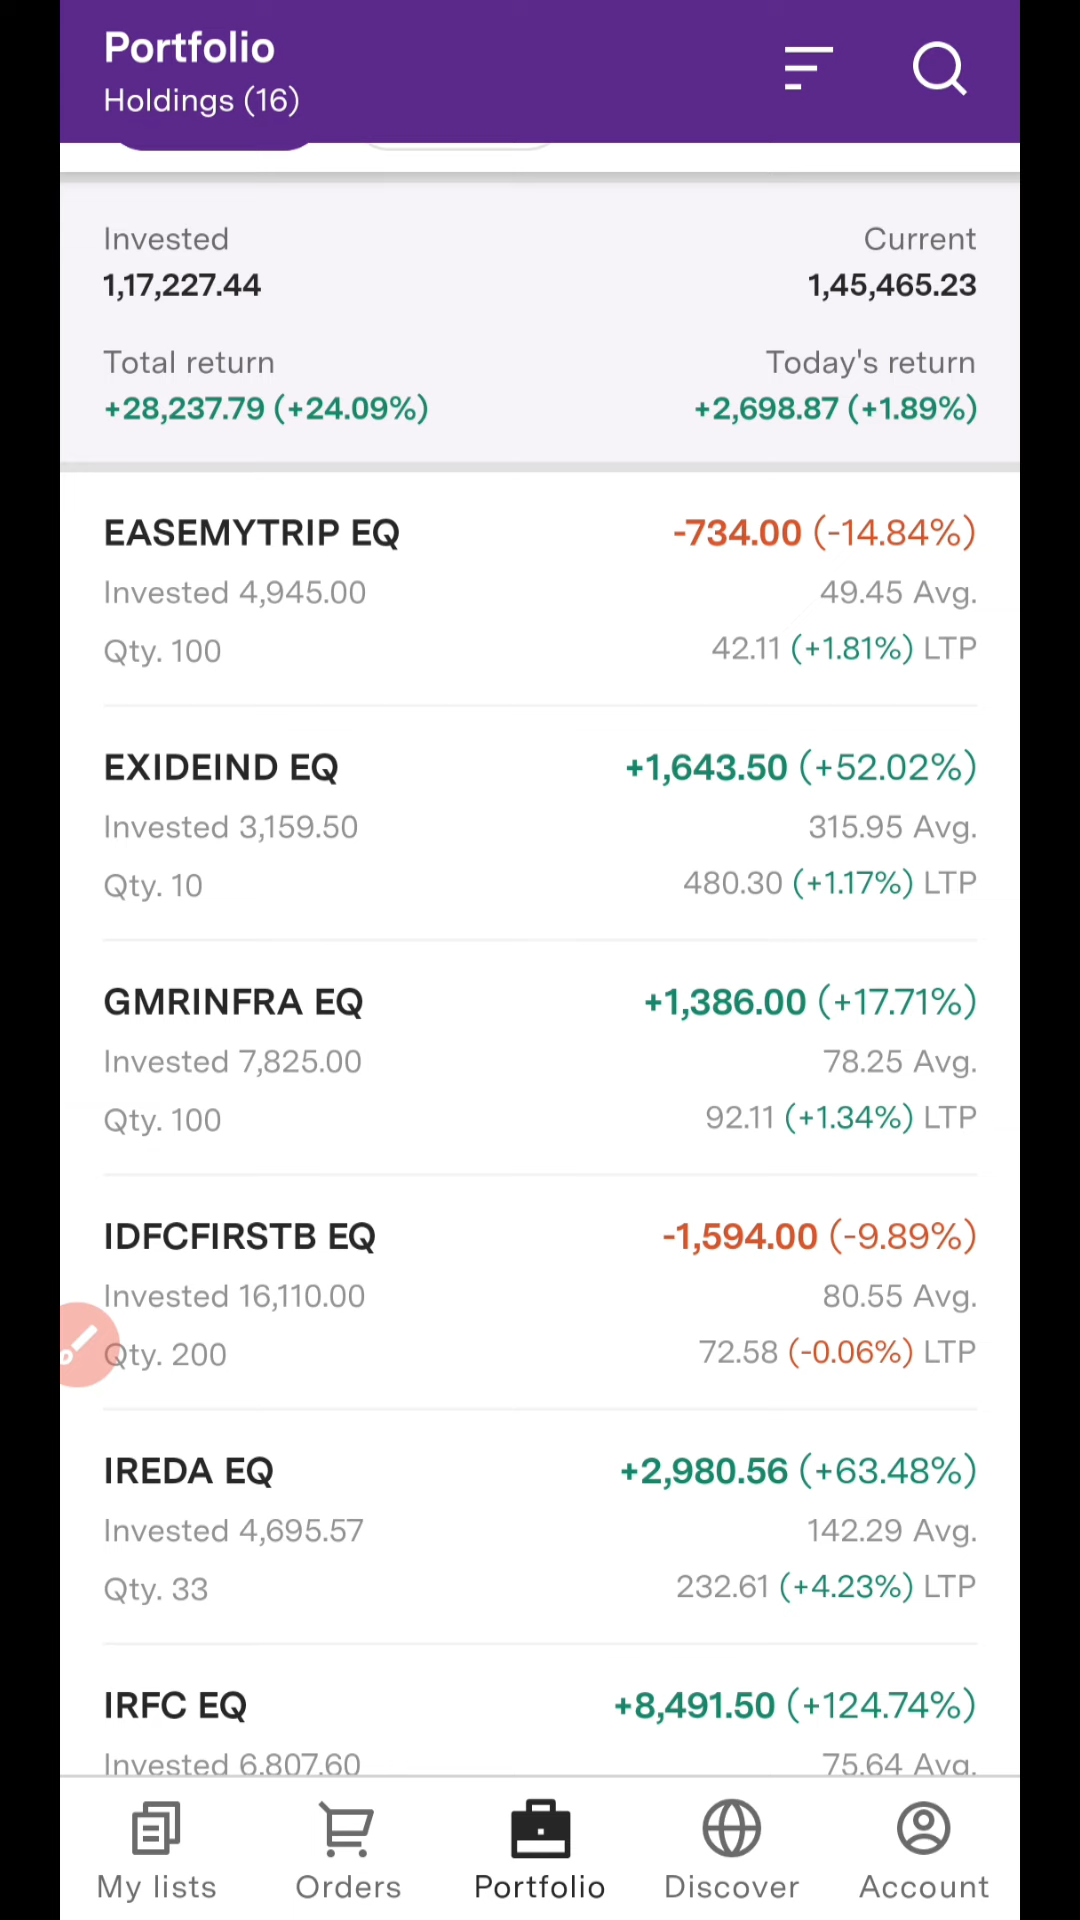 Portfolio
Holdings (16)
Invested Current
1,17,227.44 1,45,465.23
Total return Today's return
+28,237.79 (+24.09%) +2,698.87 (+1.89%)
EASEMYTRIP EQ -734.00 (-14.84%)
Invested 4,945.00 49.45 Avg.
Qty. 100 42.11 (+1.81%) LTP
EXIDEIND EQ +1,643.50 (+52.02%)
Invested 3,159.50 315.95 Avg.
Qty. 10 480.30 (+1.17%) LTP
GMRINFRA EQ +1,386.00 (+17.71%)
Invested 7,825.00 78.25 Avg.
Qty. 100 92.11 (+1.34%) LTP
IDFCFIRSTB EQ -1,594.00 (-9.89%)
Invested 16,110.00 80.55 Avg.
Qty. 200 72.58 (-0.06%) LTP
IREDA EQ +2,980.56 (+63.48%)
Invested 4,695.57 142.29 Avg.
Qty. 33 232.61 (+4.23%) LTP
IRFC EQ +8,491.50 (+124.74%)
Invested 6,807.60 75.64 Avg.
My lists Orders Portfolio Discover Account